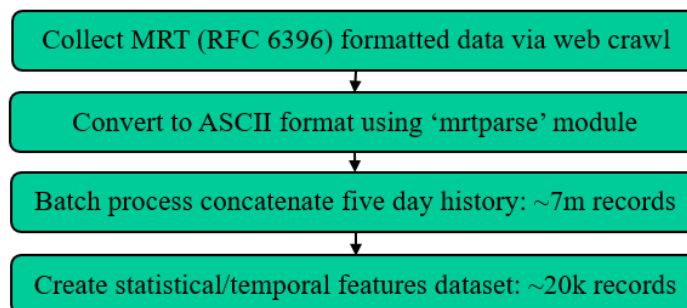 Collect MRT (RFC 6396) formatted data via web crawl
Convert to ASCII format using ‘mrtparse’ module
Batch process concatenate five day history: ~7m records
Create statistical/temporal features dataset: ~20k records